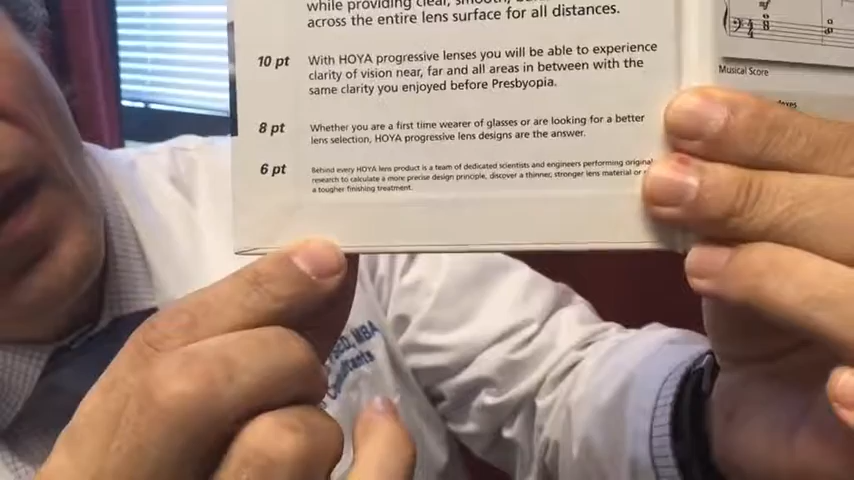 while providing clear, smooth,
across the entire lens surface for all distances.
10 pt With HOYA progressive lenses you will be able to experience
clarity of vision near, far and all areas in between with the
same clarity you enjoyed before Presbyopia.
8 pt Whether you are a first time wearer of glasses or are looking for a better
lens selection, HOYA progressive lens designs are the answer.
6 pt Behind every HOYA lens product is a team of dedicated scientists and engineers performing original
research to calculate a more precise design principle, discover a thinner, stronger lens material or
a tougher finishing treatment.
Musical Score
MBA